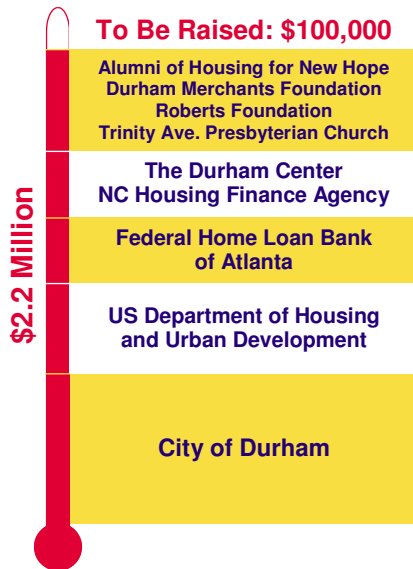 To Be Raised: $100,000
Alumni of Housing for New Hope
Durham Merchants Foundation
Roberts Foundation
Trinity Ave. Presbyterian Church
The Durham Center
NC Housing Finance Agency
Federal Home Loan Bank
of Atlanta
US Department of Housing
and Urban Development
City of Durham
$2.2 Million